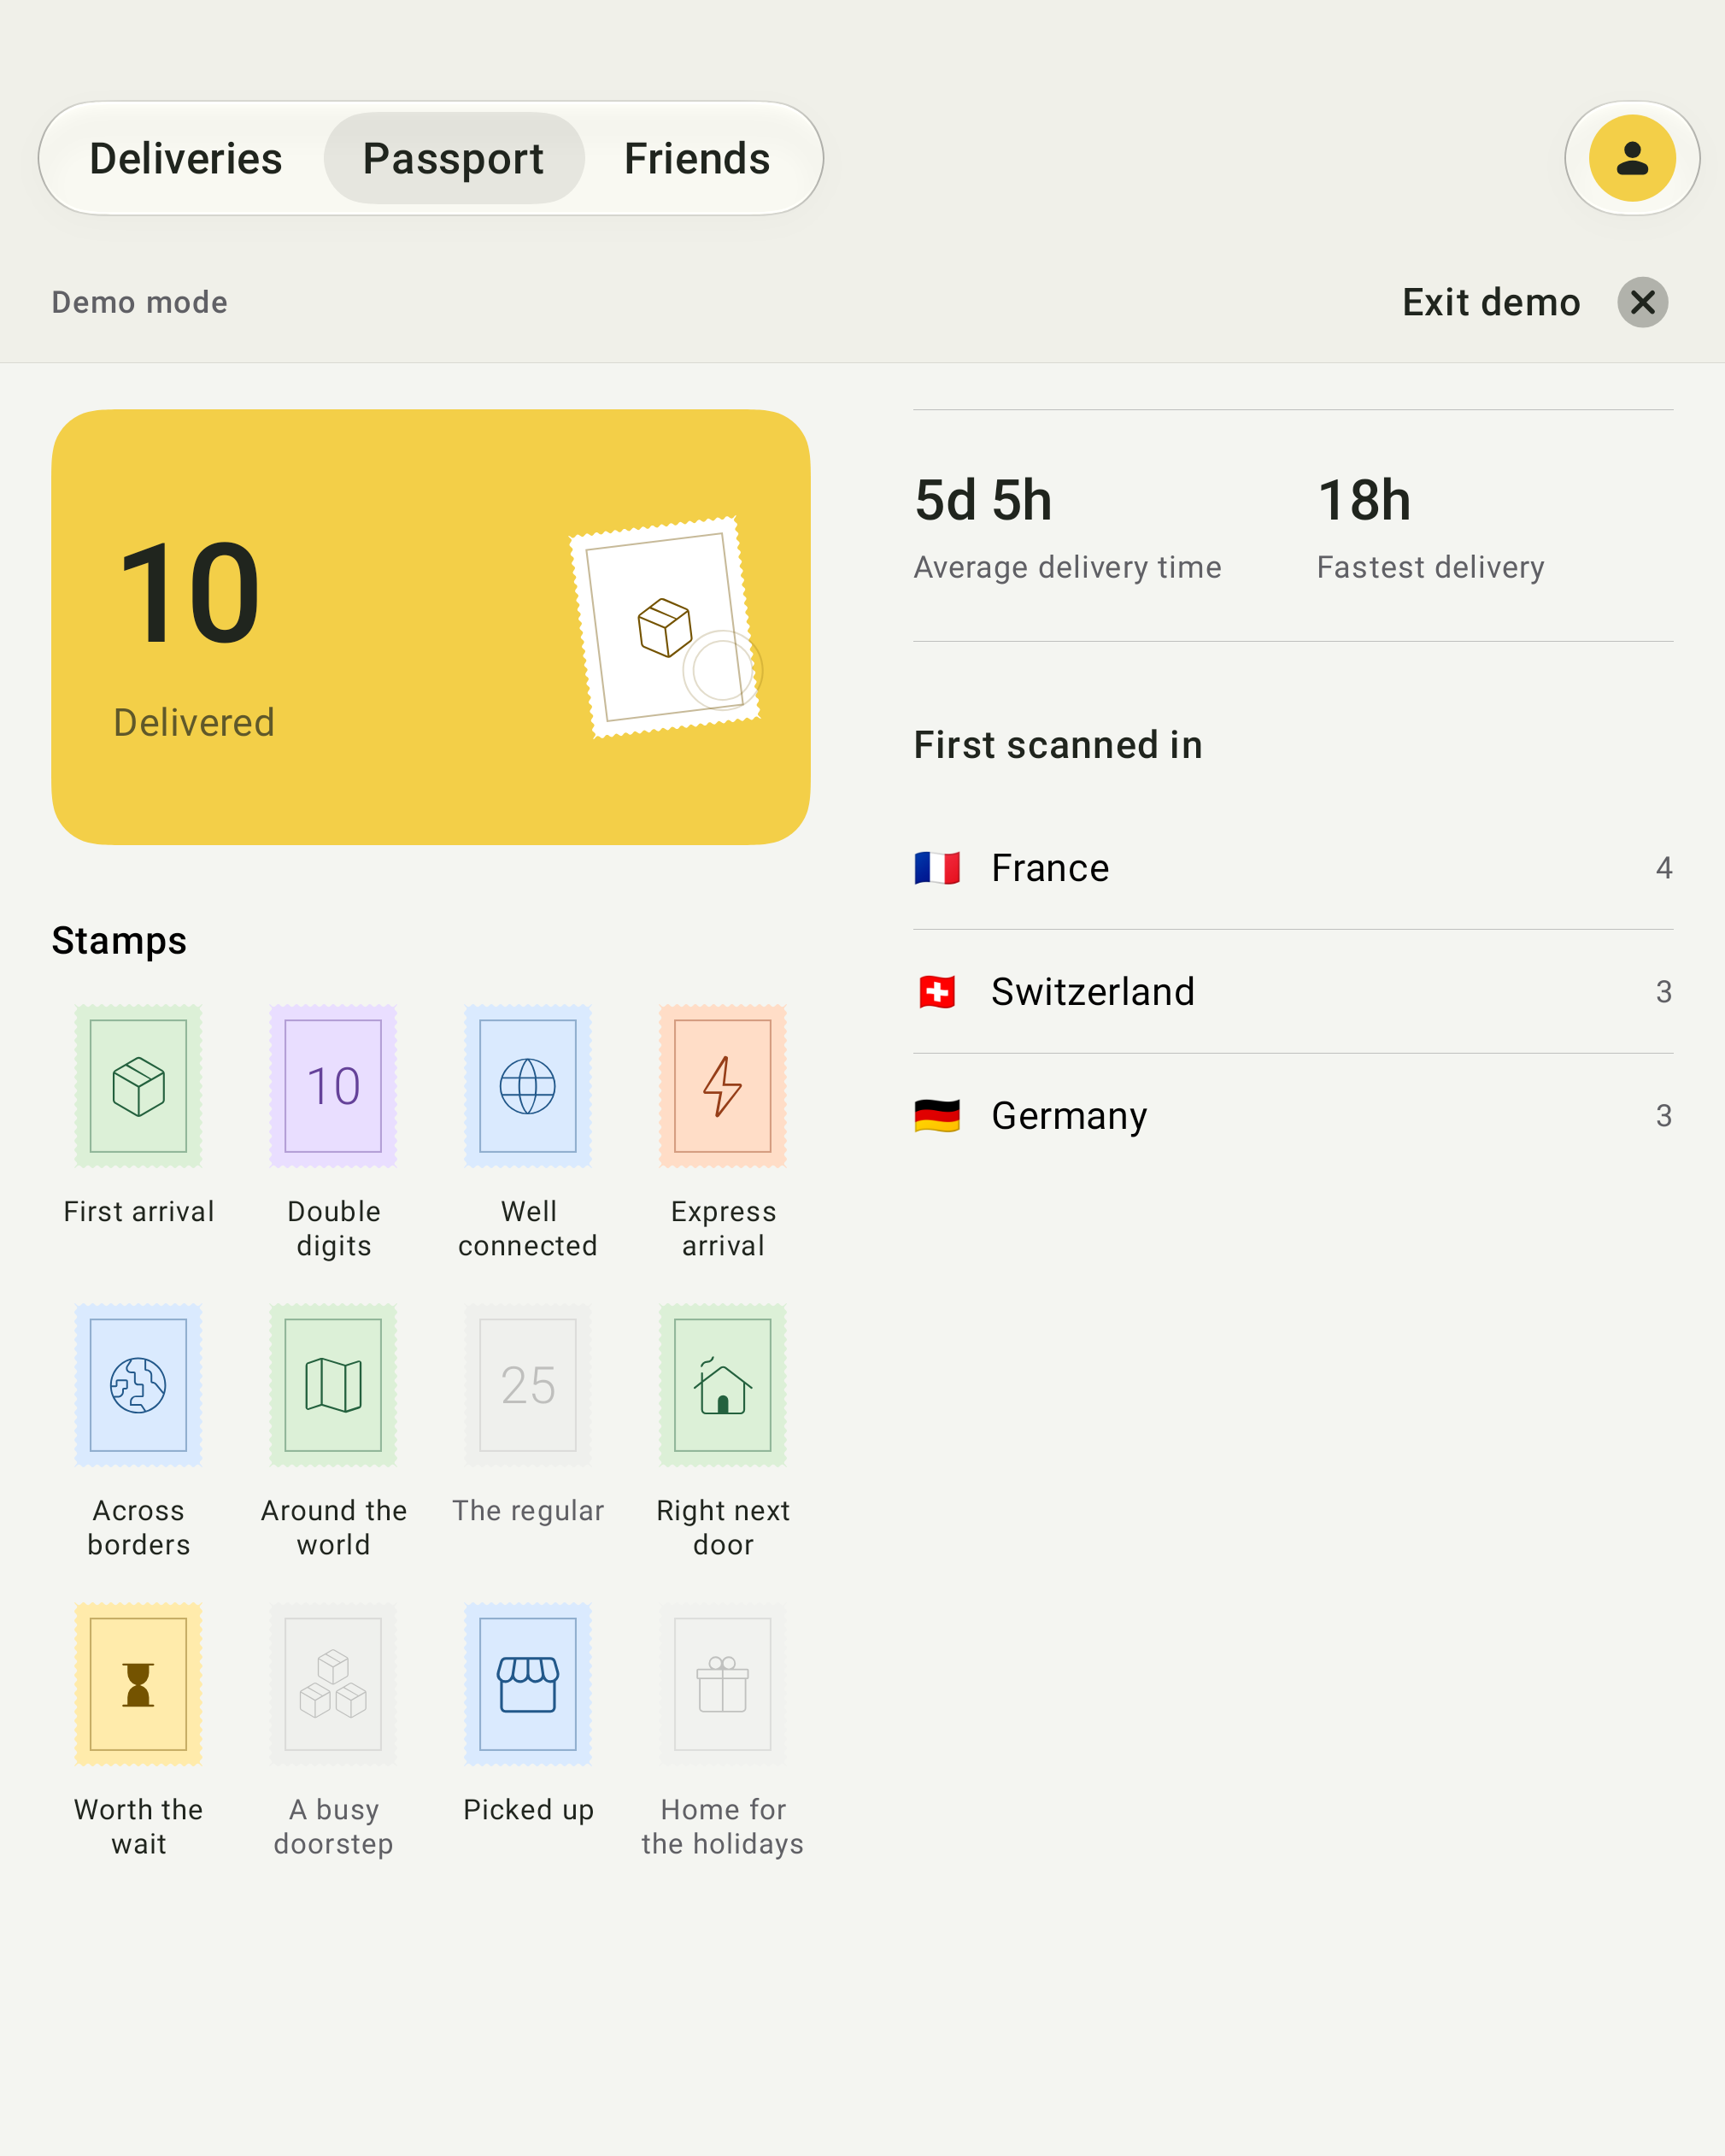 Deliveries
Passport
Friends
Demo mode
Exit demo
10
Delivered
5d 5h
Average delivery time
18h
Fastest delivery
First scanned in
France
4
Switzerland
3
Germany
3
Stamps
10
First arrival
Double
digits
Well
connected
Express
arrival
25
Across
borders
Around the
world
The regular
Right next
door
Worth the
wait
A busy
doorstep
Picked up
Home for
the holidays